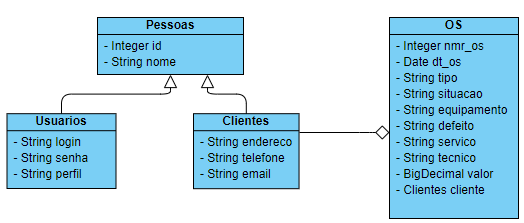 Pessoas
- Integer id
- String nome
Usuarios
- String login
- String senha
- String perfil
Clientes
- String endereco
- String telefone
- String email
OS
- Integer nmr_os
- Date dt_os
- String tipo
- String situacao
- String equipamento
- String defeito
- String servico
- String tecnico
- BigDecimal valor
- Clientes cliente